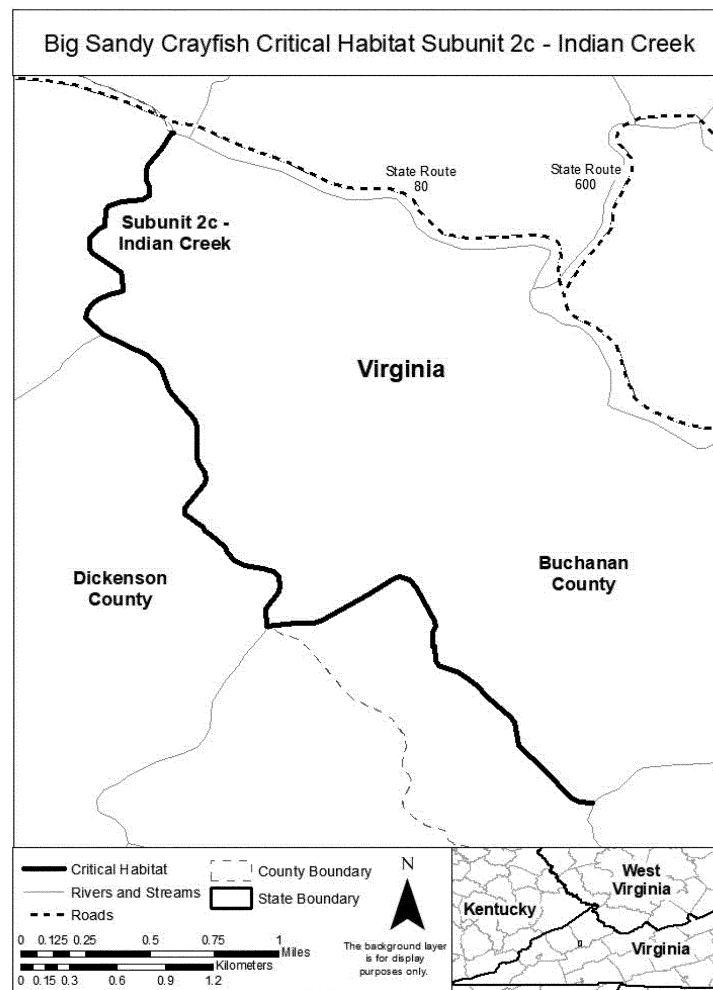 Big Sandy Crayfish Critical Habitat Subunit 2c - Indian Creek
State Route
80
State Route
600
Subunit 2c -
Indian Creek
Virginia
Dickenson
County
Buchanan
County
Critical Habitat
Rivers and Streams
Roads
County Boundary
State Boundary
0 0.125 0.25 0.5 0.75 1
Miles
Kilometers
0 0.15 0.3 0.6 0.9 1.2
N
The background layer
is for display
purposes only.
West
Virginia
Kentucky
Virginia